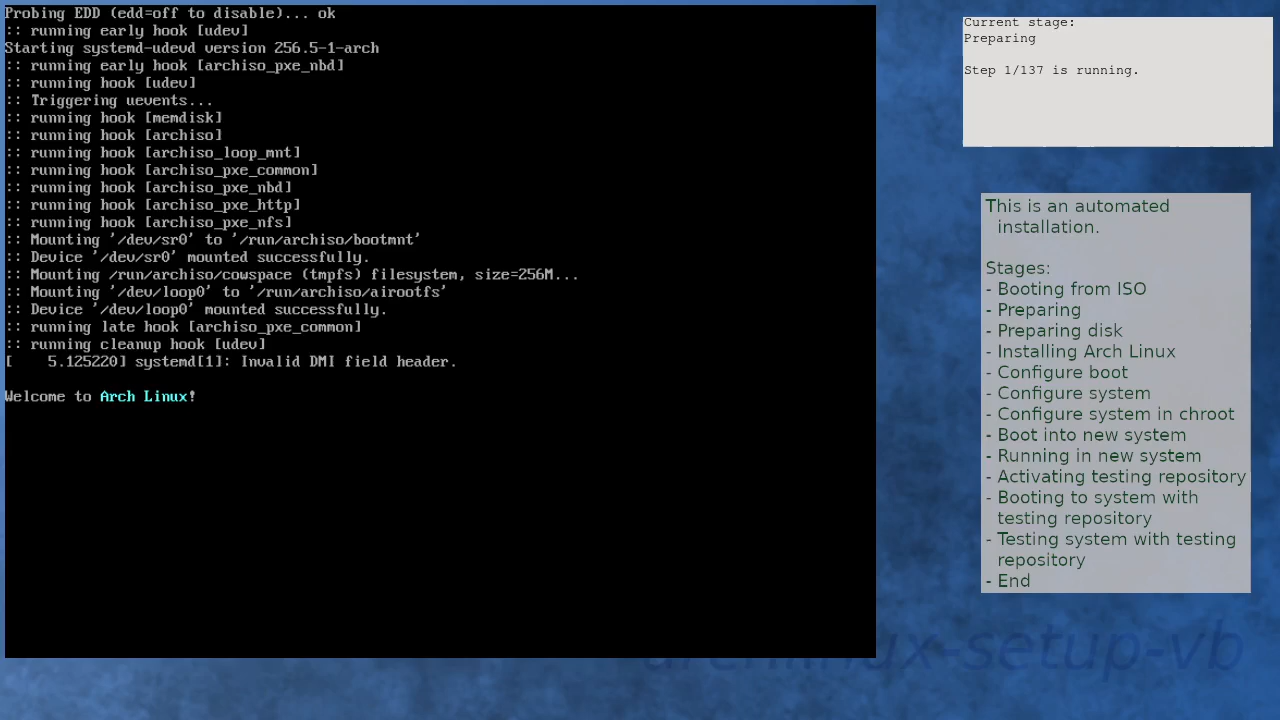 Probing EDD (edd=off to disable)... ok
:: running early hook [udev]
Starting systemd-udevd version 256.5-1-arch
:: running early hook [archiso_pxe_nbd]
:: running hook [udev]
:: Triggering uevents...
:: running hook [memdisk]
:: running hook [archiso]
:: running hook [archiso_loop_mnt]
:: running hook [archiso_pxe_common]
:: running hook [archiso_pxe_nbd]
:: running hook [archiso_pxe_http]
:: running hook [archiso_pxe_nfs]
:: Mounting '/dev/sr0' to '/run/archiso/bootmnt'
:: Device '/dev/sr0' mounted successfully.
:: Mounting /run/archiso/cowspace (tmpfs) filesystem, size=256M...
:: Mounting '/dev/loop0' to '/run/archiso/airootfs'
:: Device '/dev/loop0' mounted successfully.
:: running late hook [archiso_pxe_common]
:: running cleanup hook [udev]
[    5.125220] systemd[1]: Invalid DMI field header.
Welcome to Arch Linux!
Current stage:
Preparing
Step 1/137 is running.
This is an automated
installation.
Stages:
- Booting from ISO
- Preparing
- Preparing disk
- Installing Arch Linux
- Configure boot
- Configure system
- Configure system in chroot
- Boot into new system
- Running in new system
- Activating testing repository
- Booting to system with
testing repository
- Testing system with testing
repository
- End
archlinux-setup-vb